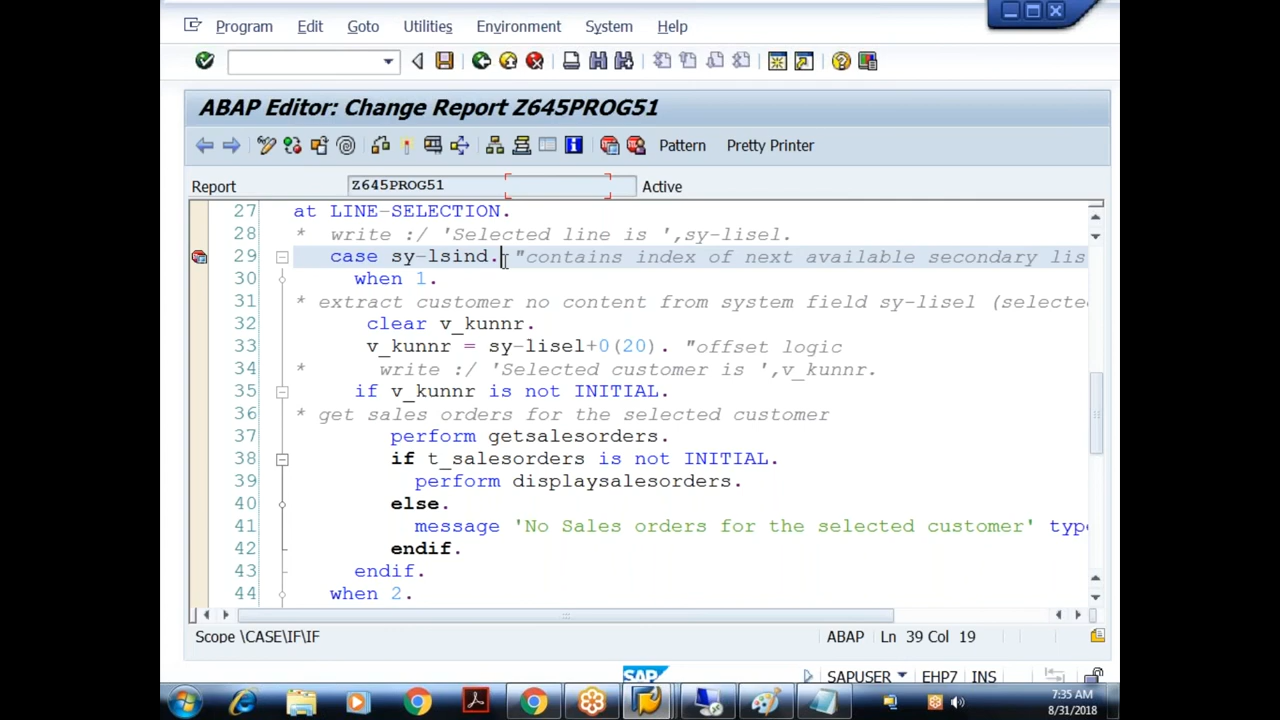 Program Edit Goto Utilities Environment System Help
ABAP Editor: Change Report Z645PROG51
Pattern Pretty Printer
Report Z645PROG51 Active
27 at LINE-SELECTION.
28 * write :/ 'Selected line is ',sy-lisel.
29 case sy-lsind. "contains index of next available secondary lis
30 when 1.
31 * extract customer no content from system field sy-lisel (selected
32 clear v_kunnr.
33 v_kunnr = sy-lisel+0(20). "offset logic
34 * write :/ 'Selected customer is ',v_kunnr.
35 if v_kunnr is not INITIAL.
36 * get sales orders for the selected customer
37 perform getsalesorders.
38 if t_salesorders is not INITIAL.
39 perform displaysalesorders.
40 else.
41 message 'No Sales orders for the selected customer' type
42 endif.
43 endif.
44 when 2.
Scope \CASE\IF\IF ABAP Ln 39 Col 19
SAP SAPUSER EHP7 INS
7:35 AM
8/31/2018